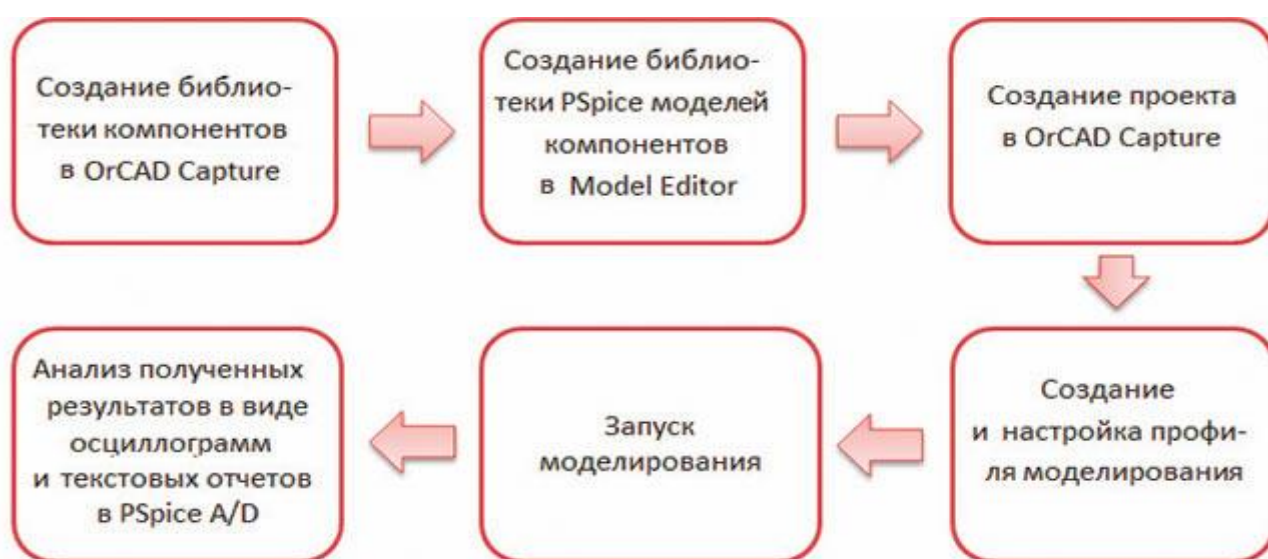 Создание библио-
теки компонентов
в OrCAD Capture
Создание библио-
теки PSpice моделей
компонентов
в Model Editor
Создание проекта
в OrCAD Capture
Создание
и настройка профи-
ля моделирования
Запуск
моделирования
Анализ полученных
результатов в виде
осциллограмм
и текстовых отчетов
в PSpice A/D